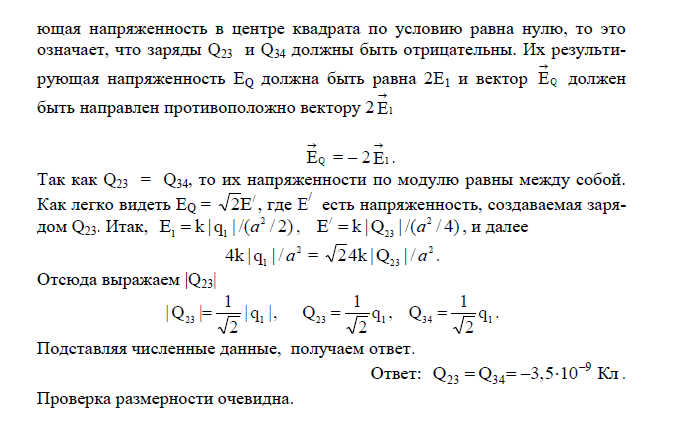 ющая напряженность в центре квадрата по условию равна нулю, то это
означает, что заряды Q₂₃ и Q₃₄ должны быть отрицательны. Их результи-
рующая напряженность E_Q должна быть равна 2E₁ и вектор E⃗_Q должен
быть направлен противоположно вектору 2E⃗₁
E⃗_Q = – 2E⃗₁.
Так как Q₂₃ = Q₃₄, то их напряженности по модулю равны между собой.
Как легко видеть E_Q = √2E′, где E′ есть напряженность, создаваемая заря-
дом Q₂₃. Итак, E₁ = k|q₁|/(a²/2), E′ = k|Q₂₃|/(a²/4), и далее
4k|q₁|/a² = √2 4k|Q₂₃|/a².
Отсюда выражаем |Q₂₃|
|Q₂₃| = 1/√2 |q₁|, Q₂₃ = 1/√2 q₁, Q₃₄ = 1/√2 q₁.
Подставляя численные данные, получаем ответ.
Ответ: Q₂₃ = Q₃₄ = –3,5·10⁻⁹ Кл.
Проверка размерности очевидна.